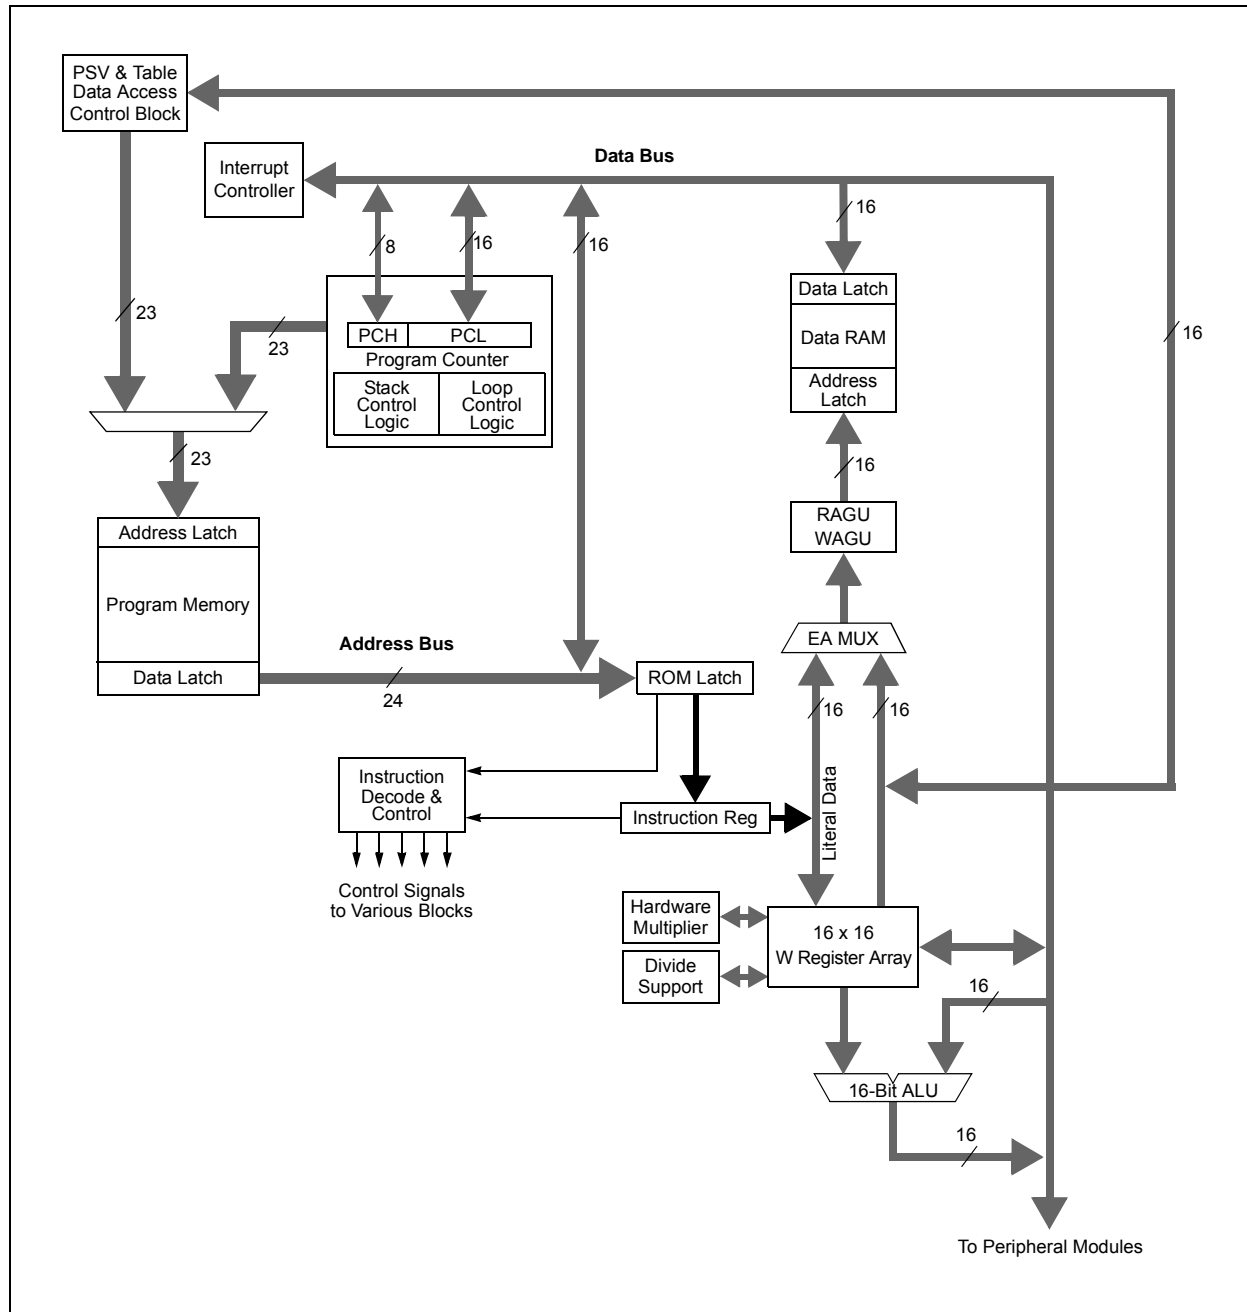 PSV & Table
Data Access
Control Block
Data Bus
Interrupt
Controller
16
8
16
16
23
23
16
PCH
PCL
Program Counter
Stack
Control
Logic
Loop
Control
Logic
Data Latch
Data RAM
Address
Latch
23
16
RAGU
WAGU
Address Latch
Program Memory
Data Latch
Address Bus
24
EA MUX
ROM Latch
16
16
Instruction
Decode &
Control
Instruction Reg
Literal Data
Control Signals
to Various Blocks
Hardware
Multiplier
16 x 16
W Register Array
Divide
Support
16
16-Bit ALU
16
To Peripheral Modules